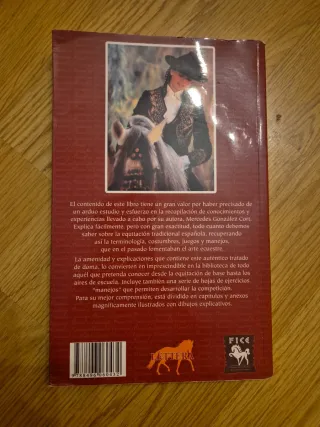 El contenido de este libro tiene un gran valor por haber precisado de
un arduo estudio y esfuerzo en la recopilación de conocimientos y
experiencias llevado a cabo por su autora, Mercedes González Cort.
Explica fácilmente, pero con gran exactitud, todo cuanto debemos
saber sobre la equitación tradicional española, recuperando
así la terminología, costumbres, juegos y manejos,
que en el pasado fomentaban el arte ecuestre.
La amenidad y explicaciones que contiene este auténtico tratado
de doma, lo convierten en imprescindible en la biblioteca de todo
aquél que pretenda conocer desde la equitación de base hasta los
aires de escuela. Incluye también una serie de hojas de ejercicios
"manejos" que permiten desarrollar la competición.
Para su mejor comprensión, está dividido en capítulos y anexos
magníficamente ilustrados con dibujos explicativos.
LETTERA
FICE